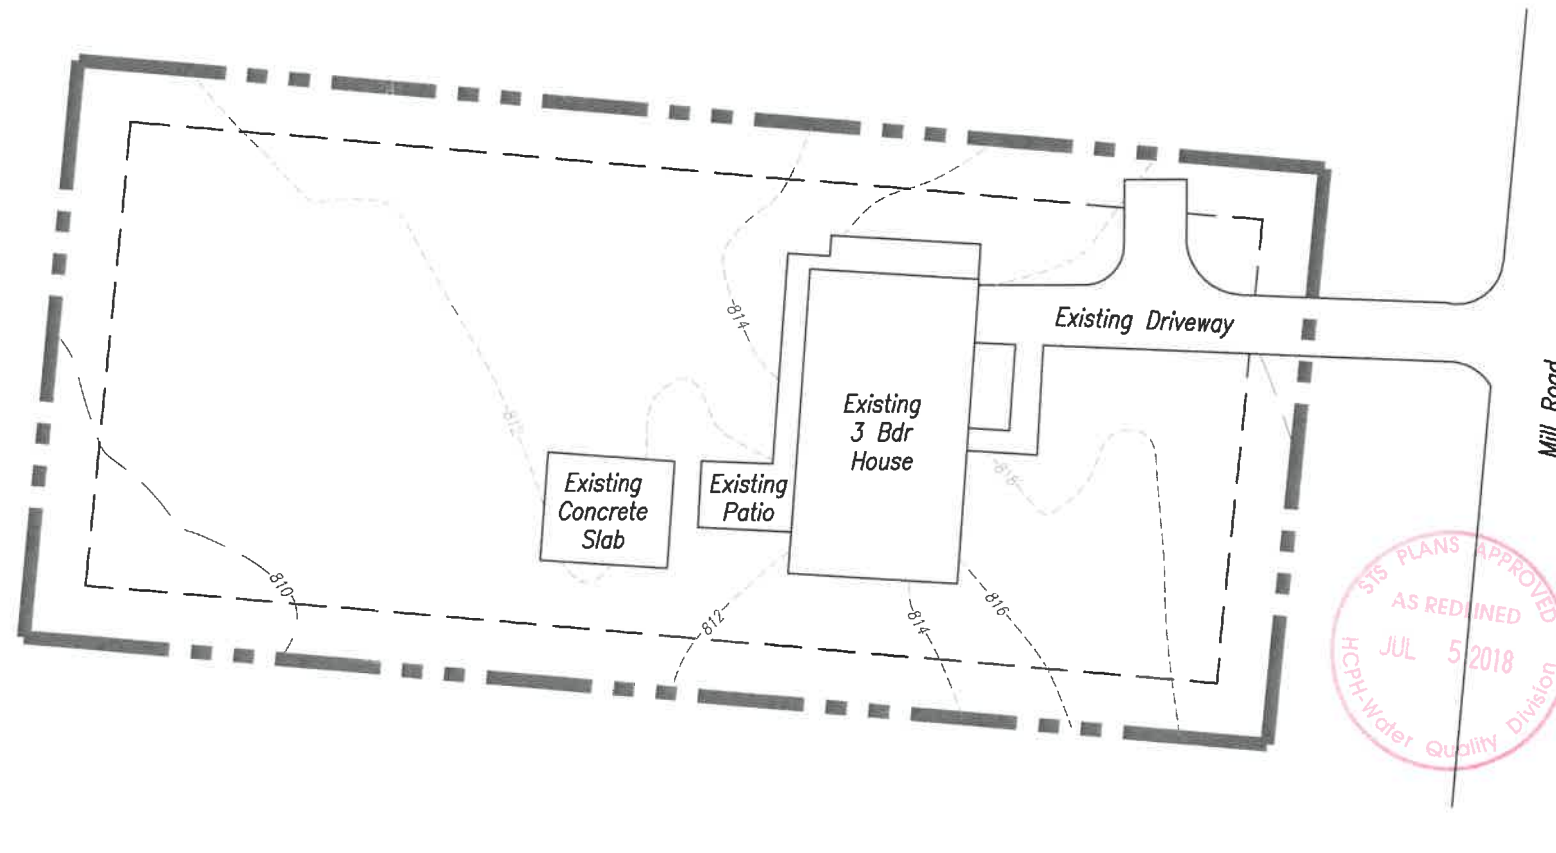 814
Existing Driveway
Existing
3 Bdr
House
812
Existing
Concrete
Slab
Existing
Patio
818
810
812
814
816
Mill Road
STS PLANS APPROVED
AS REDLINED
JUL 5 2018
HCPH-Water Quality Division